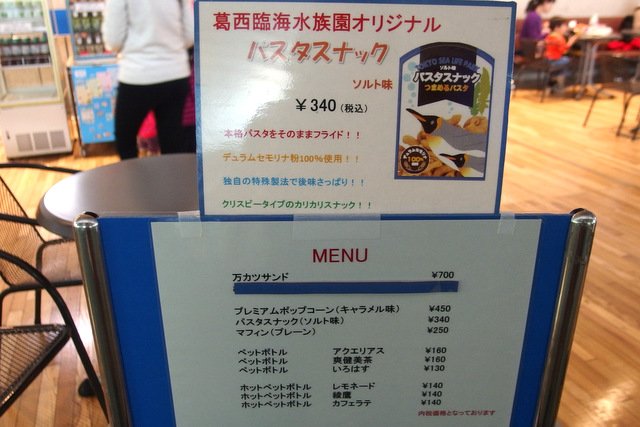 葛西臨海水族園オリジナル
パスタスナック
ソルト味
￥340(税込)
本格パスタをそのままフライド！！
デュラムセモリナ粉100%使用！！
独自の特殊製法で後味さっぱり！！
クリスピータイプのカリカリスナック！！
TOKYO SEA LIFE PARK
ソルト味
パスタスナック
つまめるパスタ
100%
MENU
万カツサンド ￥700
プレミアムポップコーン(キャラメル味) ￥450
パスタスナック(ソルト味) ￥340
マフィン(プレーン) ￥250
ペットボトル アクエリアス ￥160
ペットボトル 爽健美茶 ￥160
ペットボトル いろはす ￥130
ホットペットボトル レモネード ￥140
ホットペットボトル 綾鷹 ￥140
ホットペットボトル カフェラテ ￥140
内税価格となっております